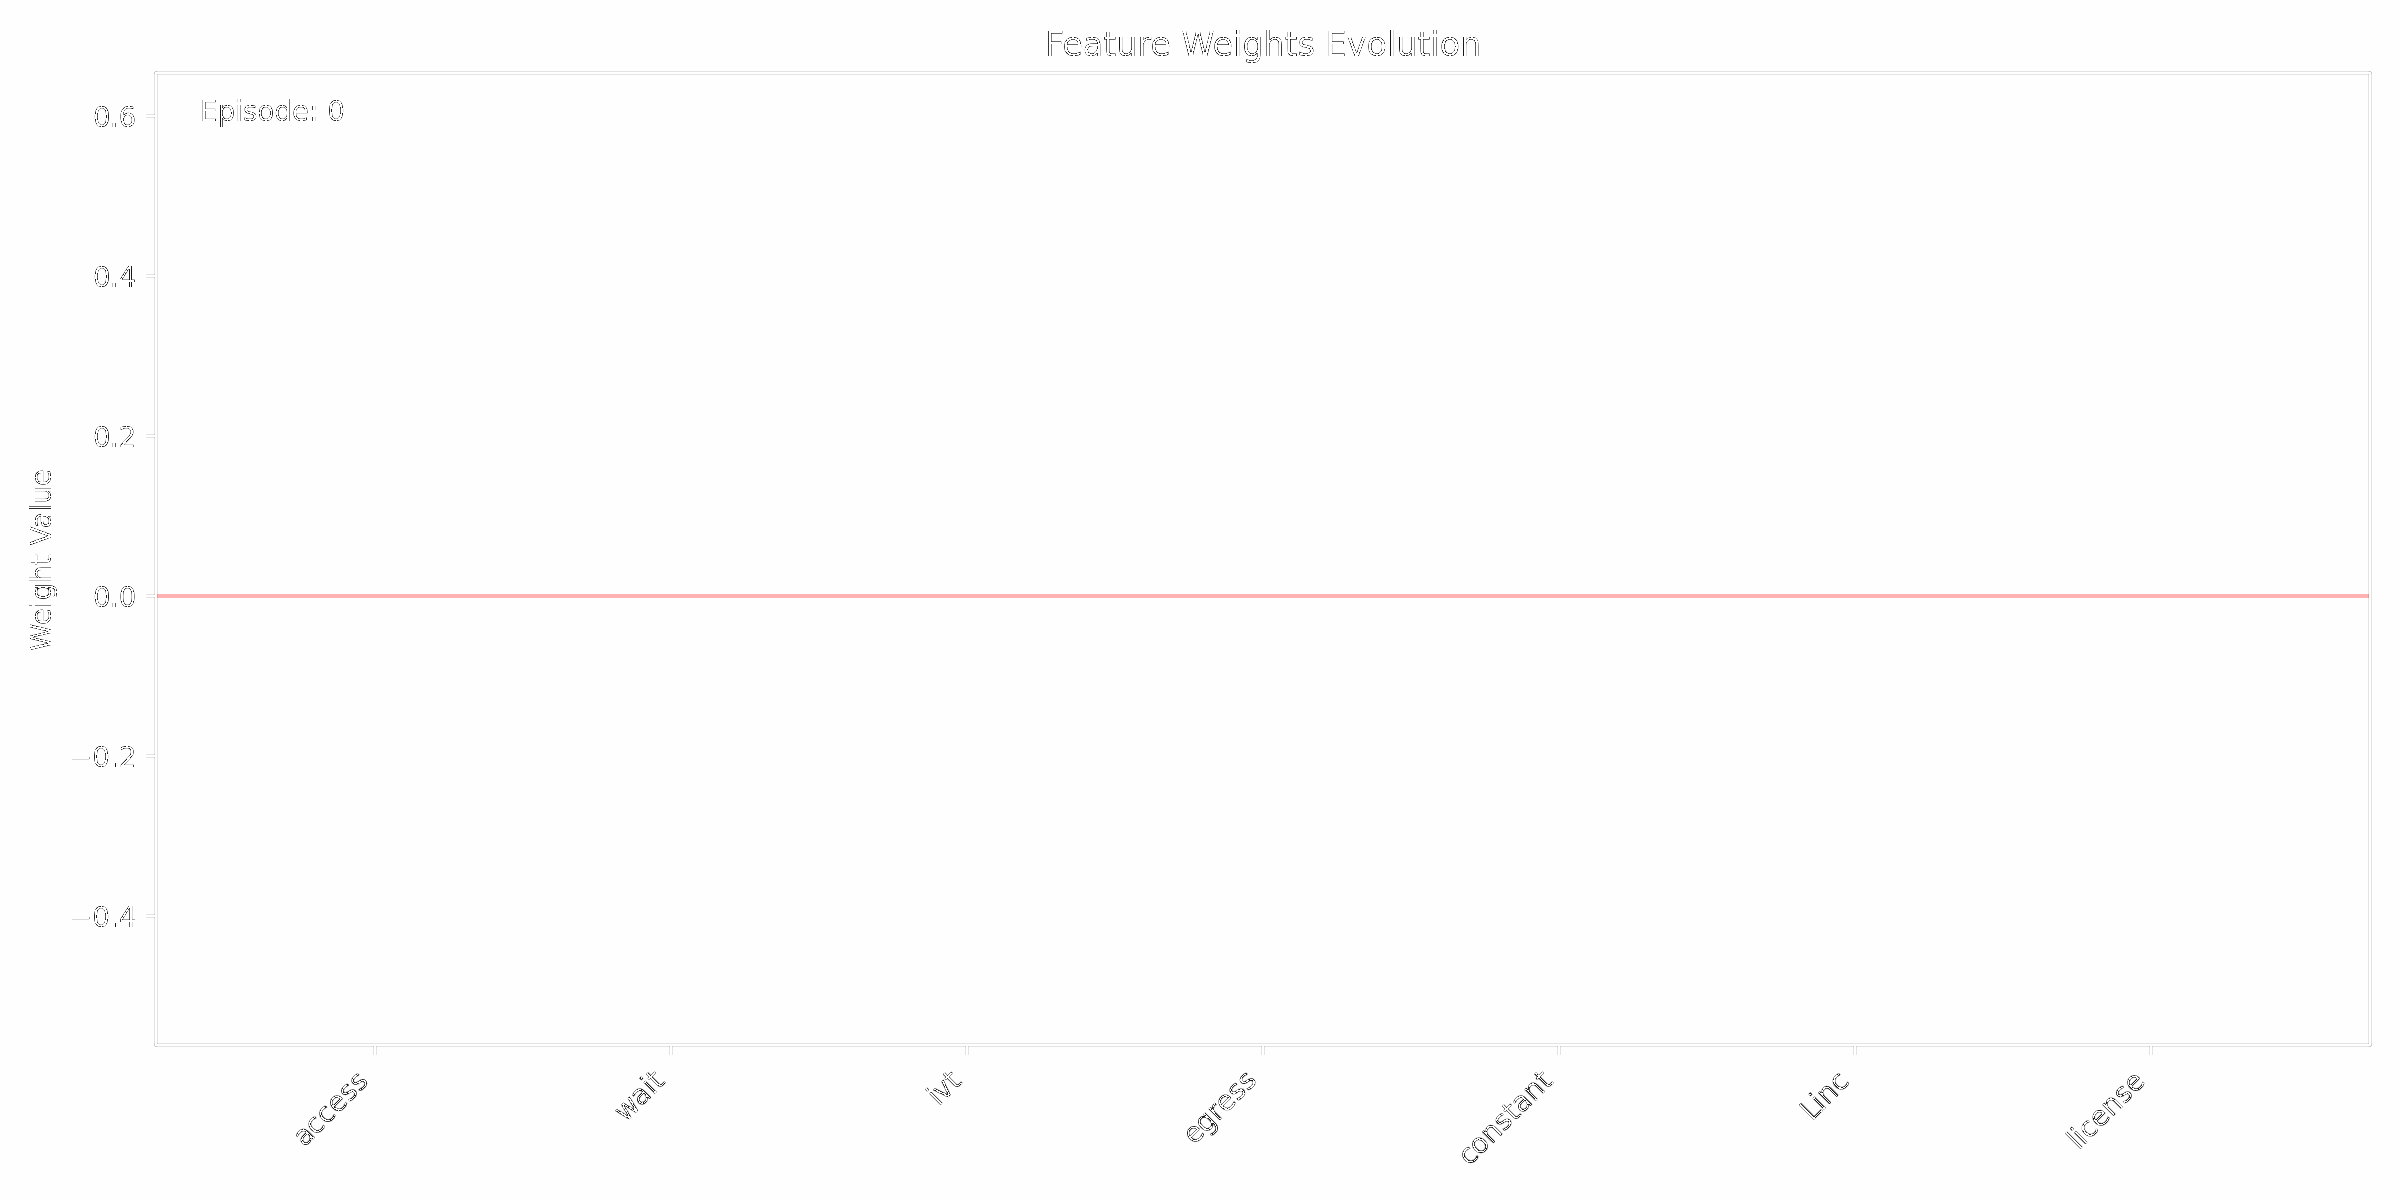 Feature Weights Evolution
Episode: 0
0.6
0.4
0.2
0.0
−0.2
−0.4
Weight Value
access
wait
ivt
egress
constant
Linc
license